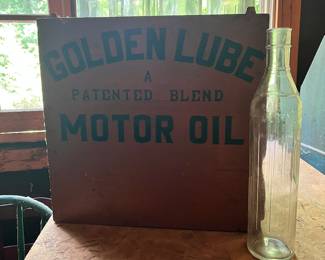 GOLDEN LUBE
A
PATENTED BLEND
MOTOR OIL